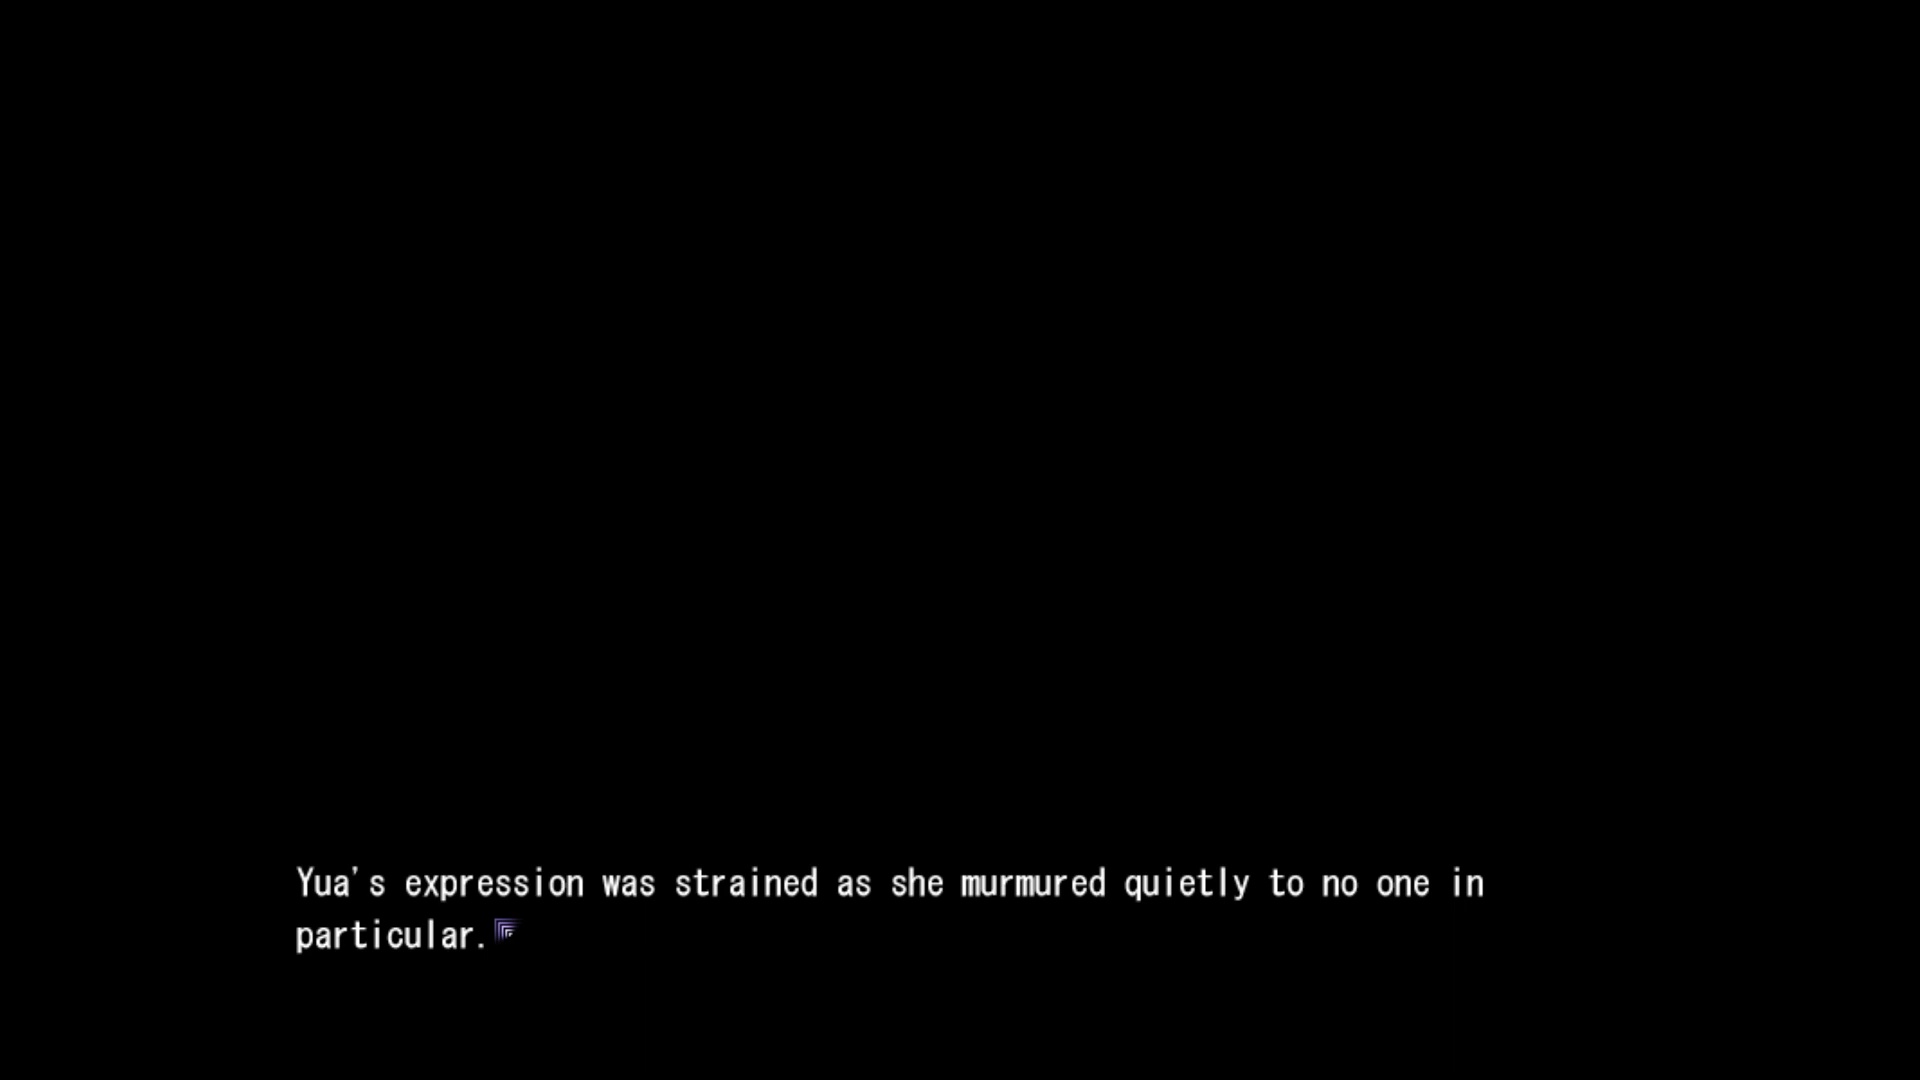 Yua's expression was strained as she murmured quietly to no one in
particular.